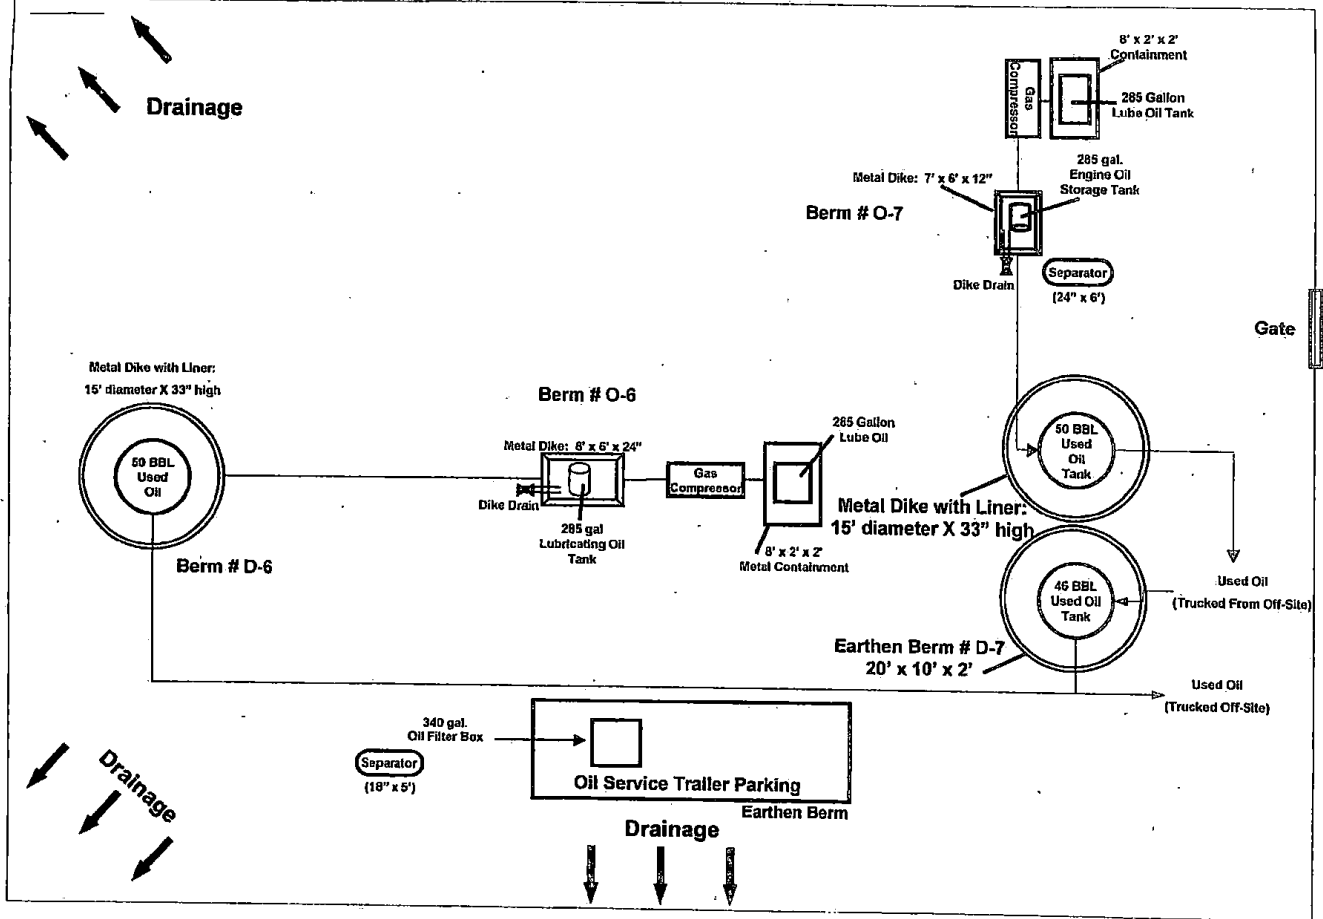 8' x 2' x 2'
Containment
Drainage
Gas
Compressor
285 Gallon
Lube Oil Tank
285 gal.
Engine Oil
Storage Tank
Metal Dike: 7' x 6' x 12"
Berm # O-7
Separator
(24" x 6')
Dike Drain
Gate
Metal Dike with Liner:
15' diameter X 33" high
Berm # O-6
285 Gallon
Lube Oil
50 BBL
Used
Oil
Tank
Metal Dike: 8' x 6' x 24"
50 BBL
Used
Oil
Gas
Compressor
Dike Drain
Metal Dike with Liner:
15' diameter X 33" high
285 gal
Lubricating Oil
Tank
8' x 2' x 2'
Metal Containment
Berm # D-6
46 BBL
Used Oil
Tank
Used Oil
(Trucked From Off-Site)
Earthen Berm # D-7
20' x 10' x 2'
Used Oil
(Trucked Off-Site)
340 gal.
Oil Filter Box
Separator
(18" x 5')
Drainage
Oil Service Trailer Parking
Earthen Berm
Drainage